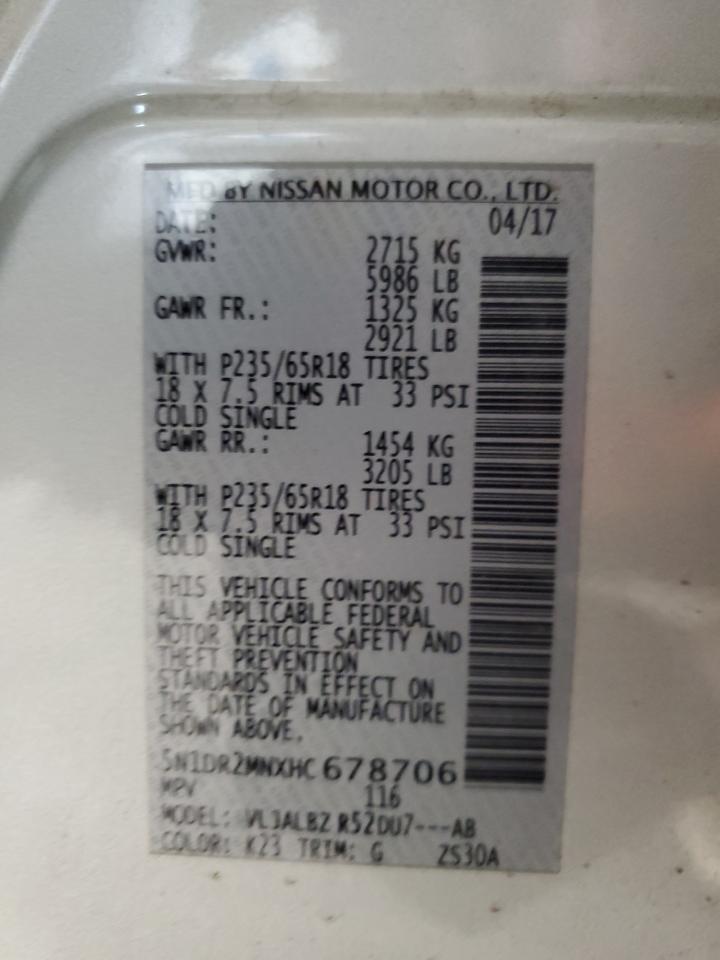 MFD BY NISSAN MOTOR CO., LTD.
DATE: 04/17
GVWR: 2715 KG
5986 LB
GAWR FR.: 1325 KG
2921 LB
WITH P235/65R18 TIRES
18 X 7.5 RIMS AT 33 PSI
COLD SINGLE
GAWR RR.: 1454 KG
3205 LB
WITH P235/65R18 TIRES
18 X 7.5 RIMS AT 33 PSI
COLD SINGLE
THIS VEHICLE CONFORMS TO
ALL APPLICABLE FEDERAL
MOTOR VEHICLE SAFETY AND
THEFT PREVENTION
STANDARDS IN EFFECT ON
THE DATE OF MANUFACTURE
SHOWN ABOVE.
5N1DR2MNXHC678706
MPV 116
MODEL: R52DU7---AB
COLOR: K23 TRIM: G ZS30A